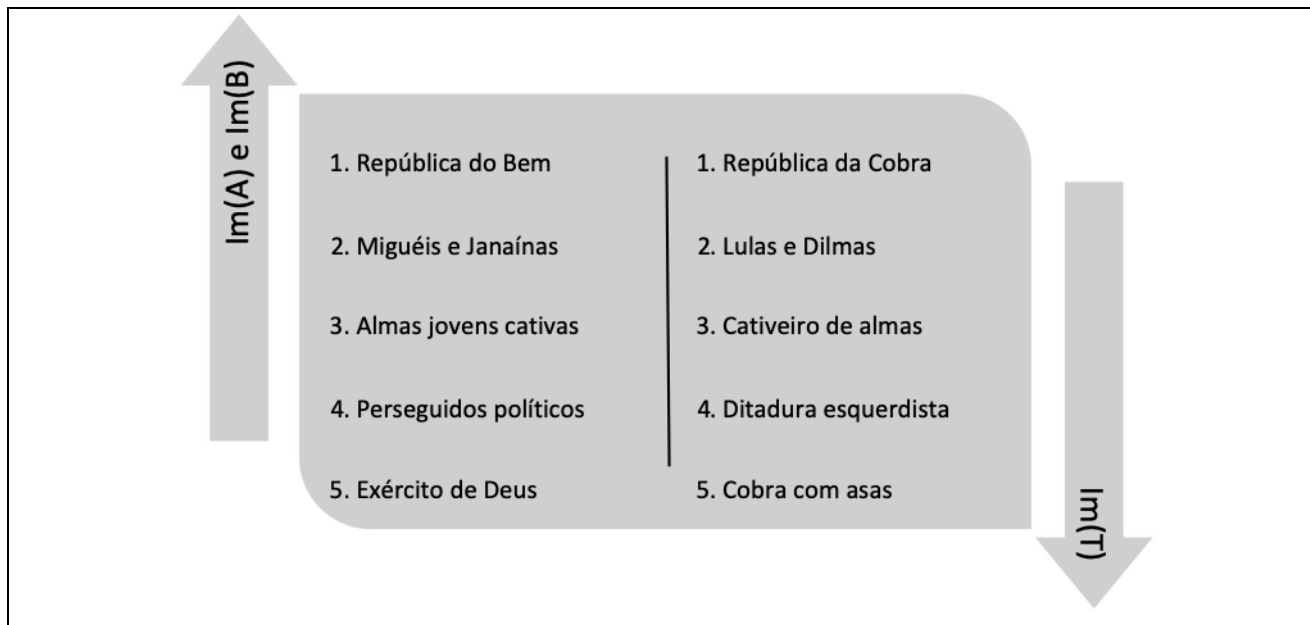 Im(A) e Im(B)
1. República do Bem
2. Miguéis e Janaínas
3. Almas jovens cativas
4. Perseguidos políticos
5. Exército de Deus
1. República da Cobra
2. Lulas e Dilmas
3. Cativeiro de almas
4. Ditadura esquerdista
5. Cobra com asas
Im(T)